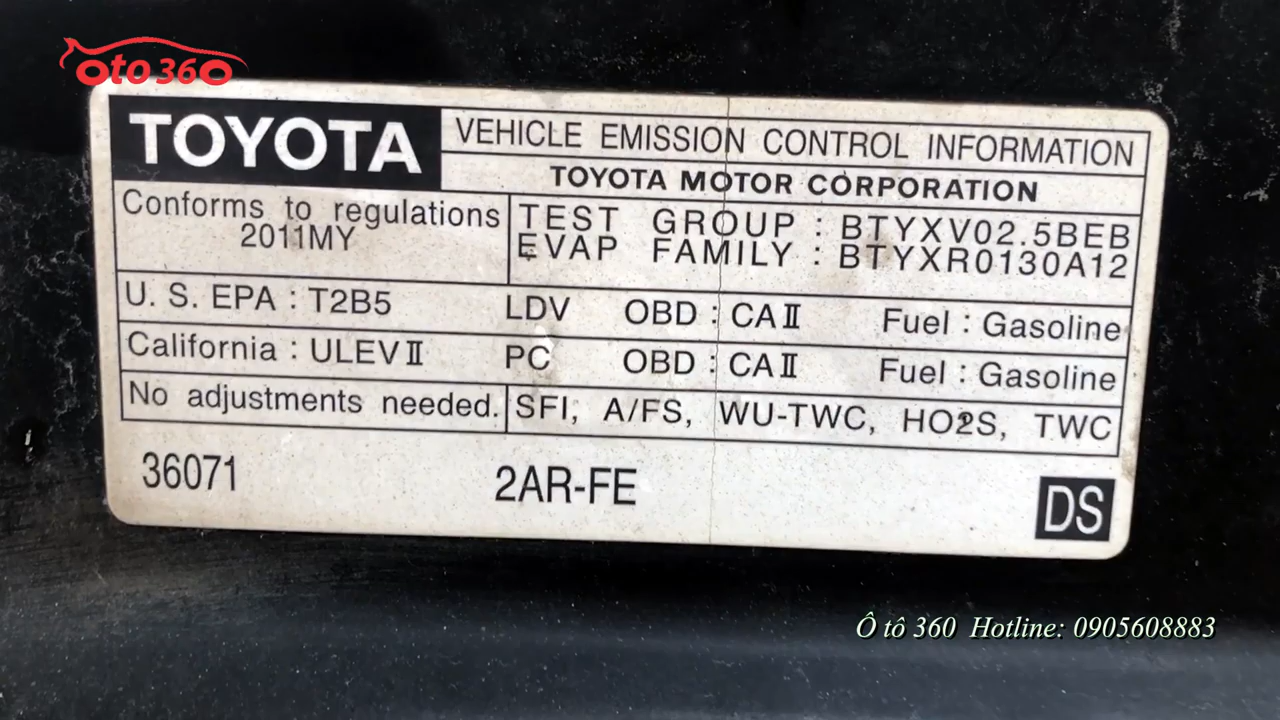 oto 360
TOYOTA
VEHICLE EMISSION CONTROL INFORMATION
TOYOTA MOTOR CORPORATION
Conforms to regulations
2011MY
TEST GROUP : BTYXV02.5BEB
EVAP FAMILY : BTYXR0130A12
U. S. EPA : T2B5 LDV OBD : CAⅡ Fuel : Gasoline
California : ULEVⅡ PC OBD : CAⅡ Fuel : Gasoline
No adjustments needed. SFI, A/FS, WU-TWC, HO2S, TWC
36071 2AR-FE DS
Ô tô 360 Hotline: 0905608883